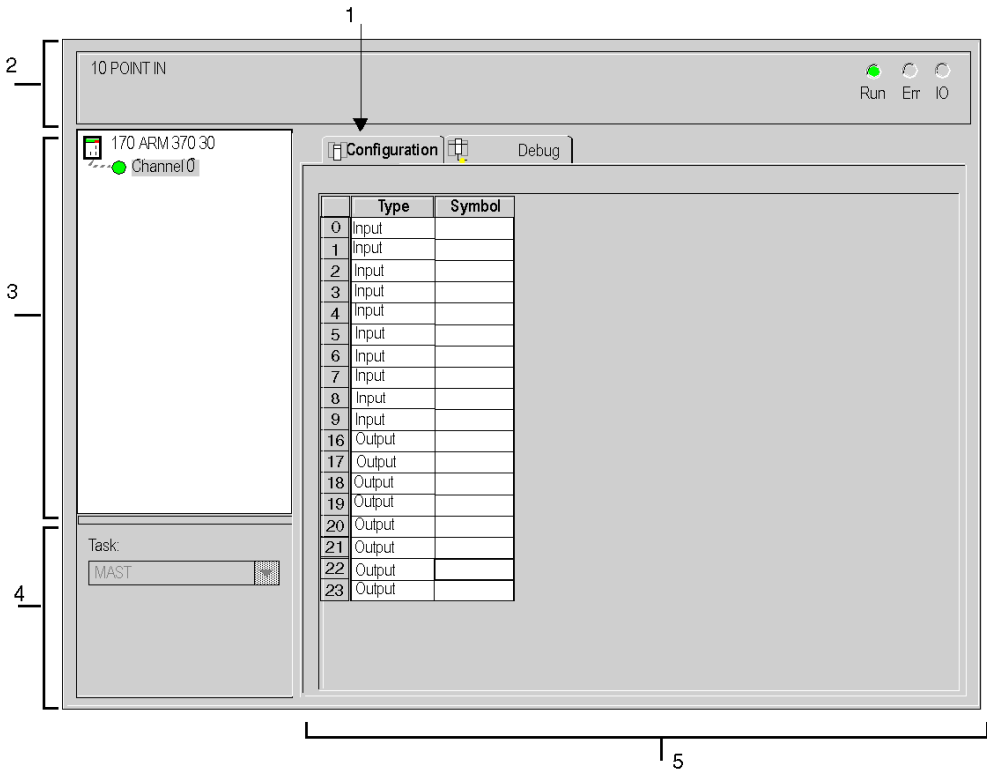 1
2
10 POINT IN
Run Err IO
3
170 ARM 370 30
Channel 0
Configuration
Debug
Type Symbol
0 Input
1 Input
2 Input
3 Input
4 Input
5 Input
6 Input
7 Input
8 Input
9 Input
16 Output
17 Output
18 Output
19 Output
20 Output
21 Output
22 Output
23 Output
4
Task:
MAST
5